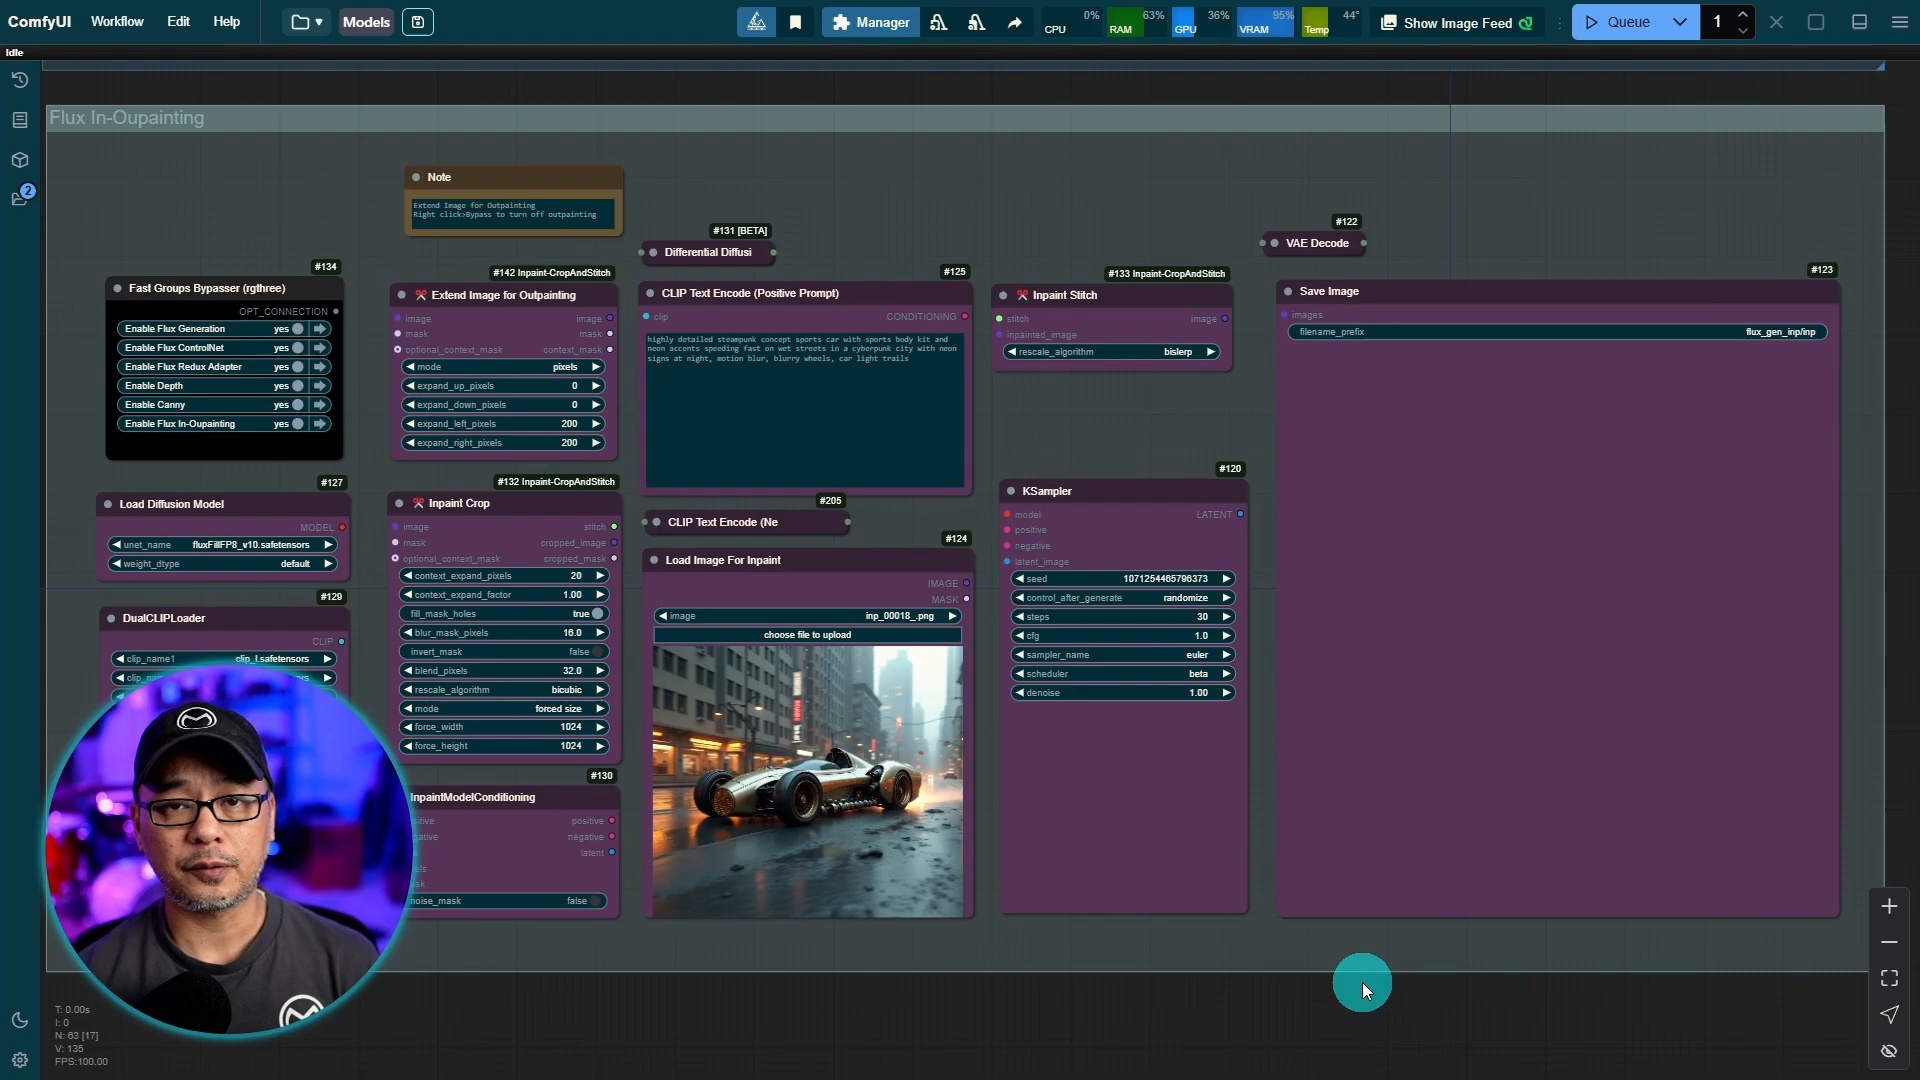 ComfyUI
Workflow
Edit
Help
Models
Manager
CPU
0%
RAM
63%
GPU
36%
VRAM
95%
Temp
44°
Show Image Feed
Queue
1
Idle
2
Flux In-Oupainting
Note
Extend Image for Outpainting
Right click>Bypass to turn off outpainting
#134
Fast Groups Bypasser (rgthree)
OPT_CONNECTION
Enable Flux Generation yes
Enable Flux ControlNet yes
Enable Flux Redux Adapter yes
Enable Depth yes
Enable Canny yes
Enable Flux In-Oupainting yes
#127
Load Diffusion Model
MODEL
unet_name fluxFillFP8_v10.safetensors
weight_dtype default
#129
DualCLIPLoader
CLIP
clip_name1 clip_l.safetensors
#142 Inpaint-CropAndStitch
Extend Image for Outpainting
image image
mask mask
optional_context_mask context_mask
mode pixels
expand_up_pixels 0
expand_down_pixels 0
expand_left_pixels 200
expand_right_pixels 200
#132 Inpaint-CropAndStitch
Inpaint Crop
image stitch
mask cropped_image
optional_context_mask cropped_mask
context_expand_pixels 20
context_expand_factor 1.00
fill_mask_holes true
blur_mask_pixels 16.0
invert_mask false
blend_pixels 32.0
rescale_algorithm bicubic
mode forced size
force_width 1024
force_height 1024
#130
InpaintModelConditioning
positive
negative
latent
noise_mask false
#131 [BETA]
Differential Diffusi
#125
CLIP Text Encode (Positive Prompt)
clip CONDITIONING
highly detailed steampunk concept sports car with sports body kit and
neon accents speeding fast on wet streets in a cyberpunk city with neon
signs at night, motion blur, blurry wheels, car light trails
#205
CLIP Text Encode (Ne
#124
Load Image For Inpaint
IMAGE
MASK
image inp_00018_.png
choose file to upload
#133 Inpaint-CropAndStitch
Inpaint Stitch
stitch image
inpainted_image
rescale_algorithm bislerp
#120
KSampler
model LATENT
positive
negative
latent_image
seed 1071254465796373
control_after_generate randomize
steps 30
cfg 1.0
sampler_name euler
scheduler beta
denoise 1.00
#122
VAE Decode
#123
Save Image
images
filename_prefix flux_gen_inp/inp
T: 0.00s
I: 0
N: 63 [17]
V: 135
FPS:100.00